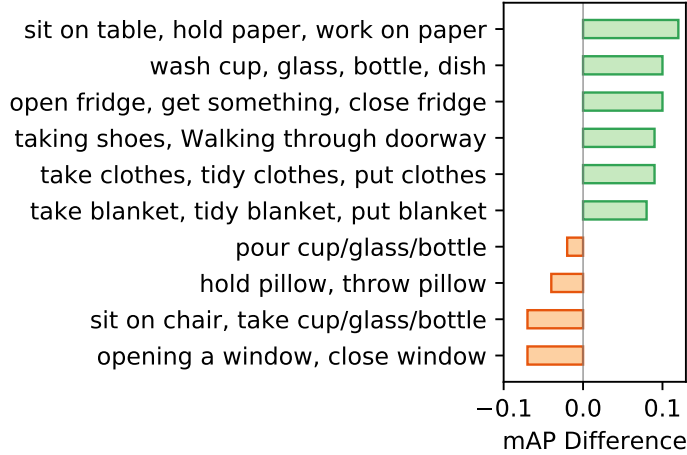 sit on table, hold paper, work on paper
wash cup, glass, bottle, dish
open fridge, get something, close fridge
taking shoes, Walking through doorway
take clothes, tidy clothes, put clothes
take blanket, tidy blanket, put blanket
pour cup/glass/bottle
hold pillow, throw pillow
sit on chair, take cup/glass/bottle
opening a window, close window
−0.1 0.0 0.1
mAP Difference